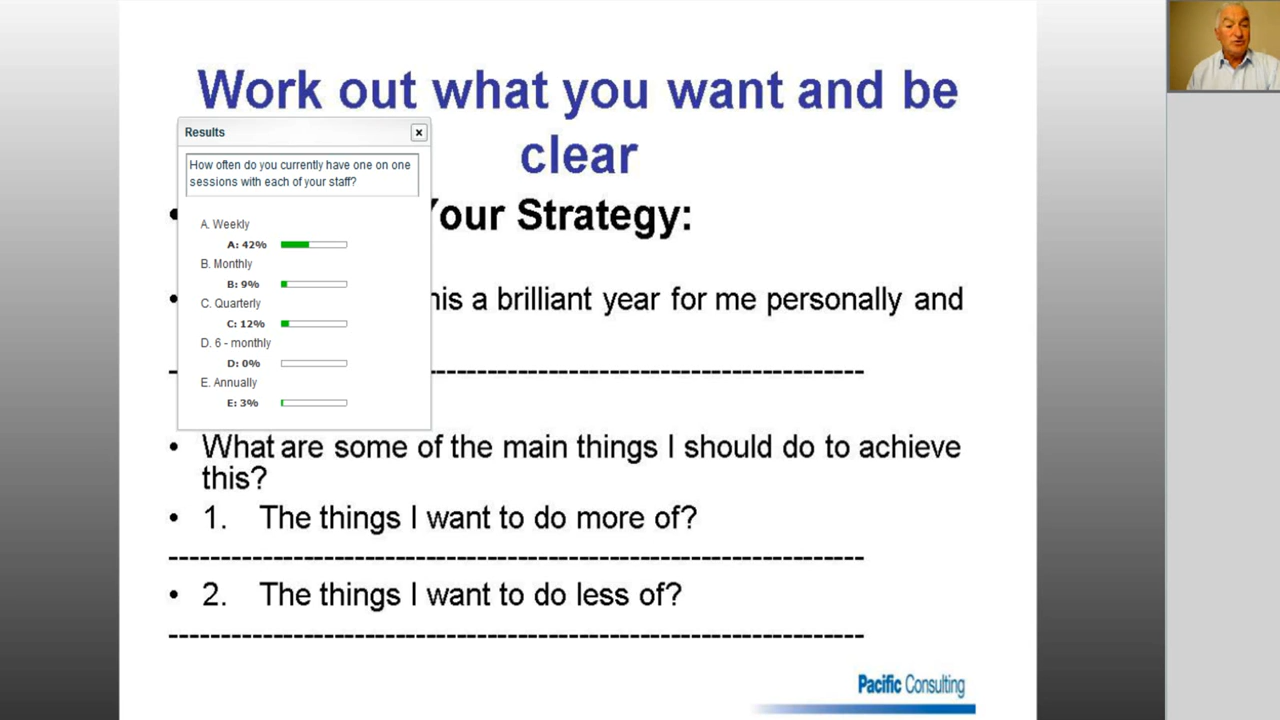 Work out what you want and be
clear
Results
x
How often do you currently have one on one
sessions with each of your staff?
A. Weekly
A: 42%
B. Monthly
B: 9%
C. Quarterly
C: 12%
D. 6 - monthly
D: 0%
E. Annually
E: 3%
Your Strategy:
a brilliant year for me personally and
• What are some of the main things I should do to achieve
this?
• 1. The things I want to do more of?
• 2. The things I want to do less of?
Pacific Consulting